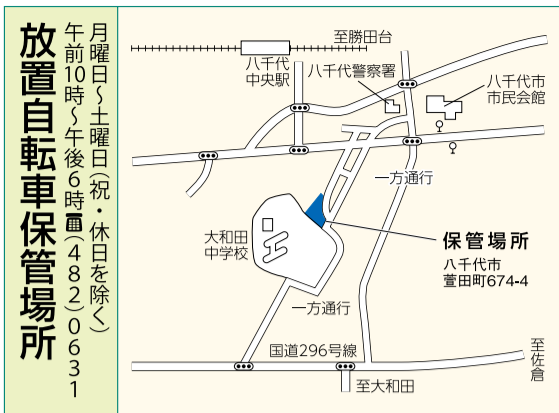 放置自転車保管場所
月曜日～土曜日(祝・休日を除く)
午前10時～午後6時☎(482)0631
至勝田台
八千代
中央駅
八千代警察署
八千代市
市民会館
一方通行
大和田
中学校
保管場所
八千代市
萱田町674-4
一方通行
国道296号線
至大和田
至佐倉